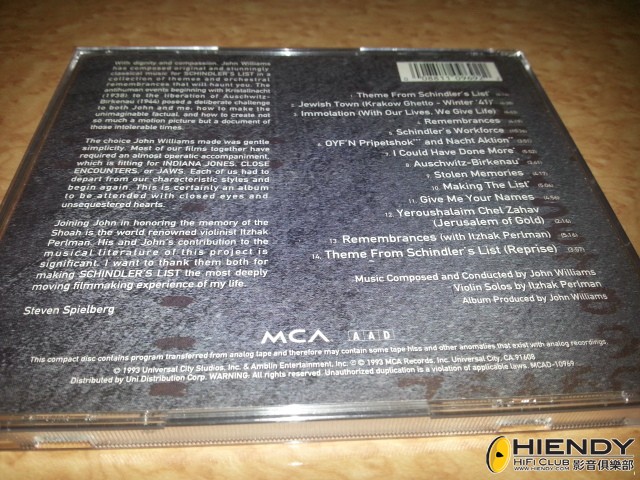 With dignity and compassion, John Williams
has composed original and stunningly
classical music for SCHINDLER'S LIST in a
collection of themes and orchestral
remembrances that will haunt you. The
antihuman events beginning with Kristallnacht
(1938) to the liberation of Auschwitz-
Birkenau (1944) posed a deliberate challenge
to both John and me: how to make the
unimaginable factual, and how to create not
so much a motion picture but a document of
those intolerable times.
The choice John Williams made was gentle
simplicity. Most of our films together have
required an almost operatic accompaniment,
which is fitting for INDIANA JONES, CLOSE
ENCOUNTERS, or JAWS. Each of us had to
depart from our characteristic styles and
begin again. This is certainly an album
to be attended with closed eyes and
unsequestered hearts.
Joining John in honoring the memory of the
Shoah is the world renowned violinist Itzhak
Perlman. His and John's contribution to the
musical literature of this project is
significant. I want to thank them both for
making SCHINDLER'S LIST the most deeply
moving filmmaking experience of my life.
Steven Spielberg
1. Theme From Schindler's List
2. Jewish Town (Krakow Ghetto - Winter '41)
3. Immolation (With Our Lives, We Give Life)
4. Remembrances
5. Schindler's Workforce
6. OYF'N Pripetshok and Nacht Aktion
7. I Could Have Done More
8. Auschwitz-Birkenau
9. Stolen Memories
10. Making The List
11. Give Me Your Names
12. Yeroushalaim Chel Zahav
(Jerusalem of Gold)
13. Remembrances (with Itzhak Perlman)
14. Theme From Schindler's List (Reprise)
Music Composed and Conducted by John Williams
Violin Solos by Itzhak Perlman
Album Produced by John Williams
MCA AAD
This compact disc contains program transferred from analog tape and therefore may contain some tape hiss and other anomalies that exist with analog recordings.
© 1993 Universal City Studios, Inc. & Amblin Entertainment, Inc. ℗ © 1993 MCA Records, Inc. Universal City, CA 91608
Distributed by Uni Distribution Corp. WARNING: All rights reserved. Unauthorized duplication is a violation of applicable laws. MCAD-10969
HIENDY
HiFi CLUB 影音俱樂部
WWW.HIENDY.COM